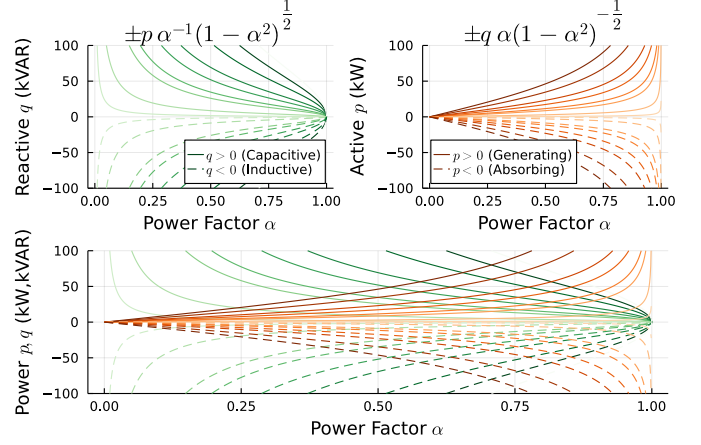 ±p α⁻¹(1 − α²)^{1/2}
±q α(1 − α²)^{−1/2}
Reactive q (kVAR)
100
50
0
−50
−100
q > 0 (Capacitive)
q < 0 (Inductive)
0.00 0.25 0.50 0.75 1.00
Power Factor α
Active p (kW)
100
50
0
−50
−100
p > 0 (Generating)
p < 0 (Absorbing)
0.00 0.25 0.50 0.75 1.00
Power Factor α
Power p, q (kW,kVAR)
100
50
0
−50
−100
0.00 0.25 0.50 0.75 1.00
Power Factor α